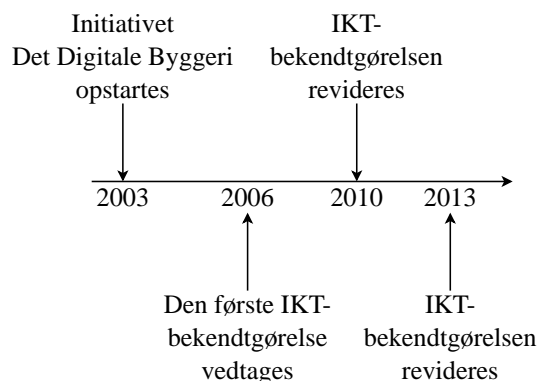 Initiativet
Det Digitale Byggeri
opstartes
IKT-
bekendtgørelsen
revideres
2003
2006
2010
2013
Den første IKT-
bekendtgørelse
vedtages
IKT-
bekendtgørelsen
revideres